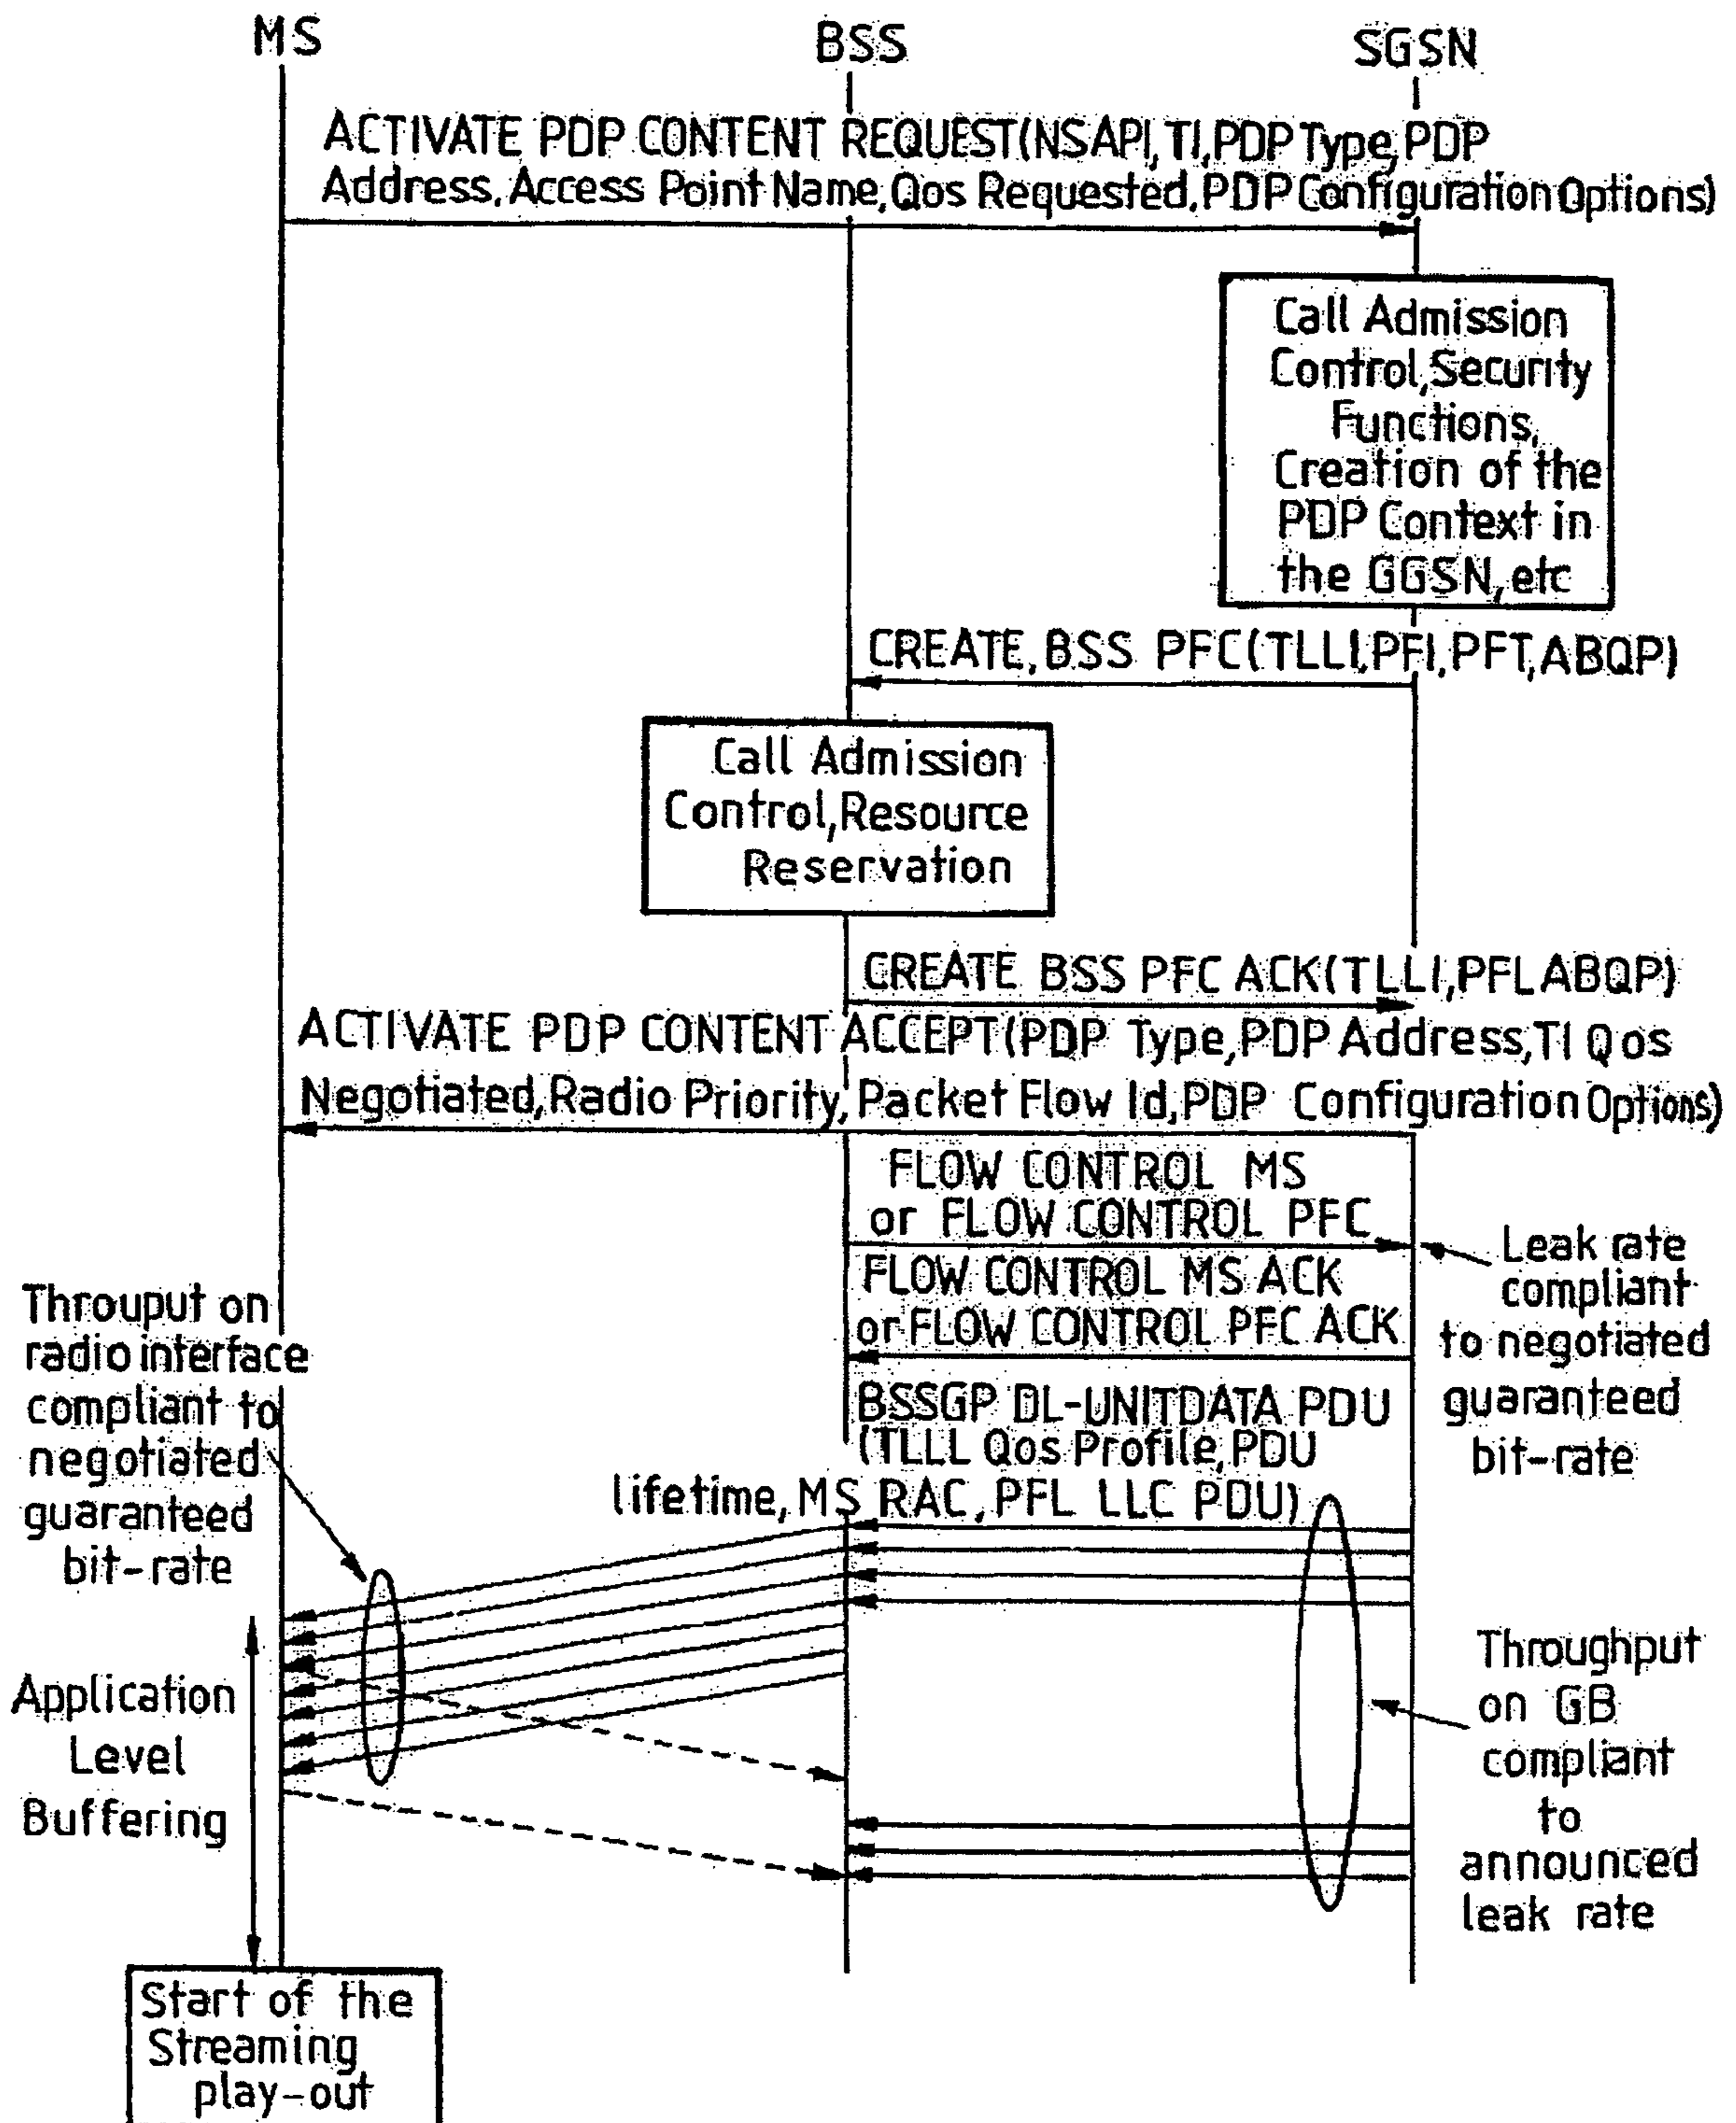 MS
BSS
SGSN
ACTIVATE PDP CONTENT REQUEST(NSAPI,TI,PDP Type,PDP
Address,Access Point Name,Qos Requested,PDP Configuration Options)
Call Admission
Control,Security
Functions,
Creation of the
PDP Context in
the GGSN,etc
CREATE,BSS PFC(TLLI,PFI,PFT,ABQP)
Call Admission
Control,Resource
Reservation
CREATE BSS PFC ACK(TLLI,PFI,ABQP)
ACTIVATE PDP CONTENT ACCEPT(PDP Type,PDP Address,TI Qos
Negotiated,Radio Priority,Packet Flow Id,PDP Configuration Options)
FLOW CONTROL MS
or FLOW CONTROL PFC
Leak rate
compliant
to negotiated
guaranteed
bit-rate
FLOW CONTROL MS ACK
or FLOW CONTROL PFC ACK
Throuput on
radio interface
compliant to
negotiated
guaranteed
bit-rate
BSSGP DL-UNITDATA PDU
(TLLI, Qos Profile,PDU
lifetime, MS RAC, PFI, LLC PDU)
Application
Level
Buffering
Throughput
on GB
compliant
to
announced
leak rate
Start of the
Streaming
play-out